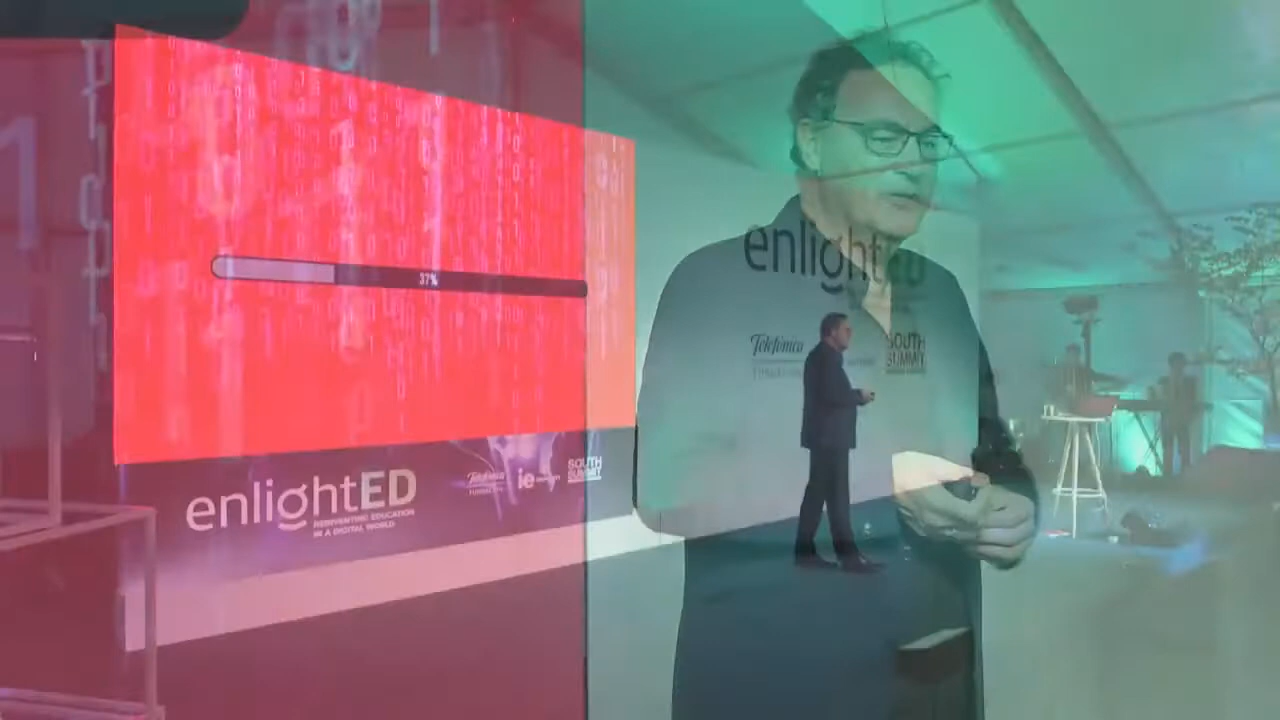 37%
enlightED
REINVENTING EDUCATION
IN A DIGITAL WORLD
Telefónica
ie
SOUTH
SUMMIT
enlightED
Telefónica
SOUTH
SUMMIT